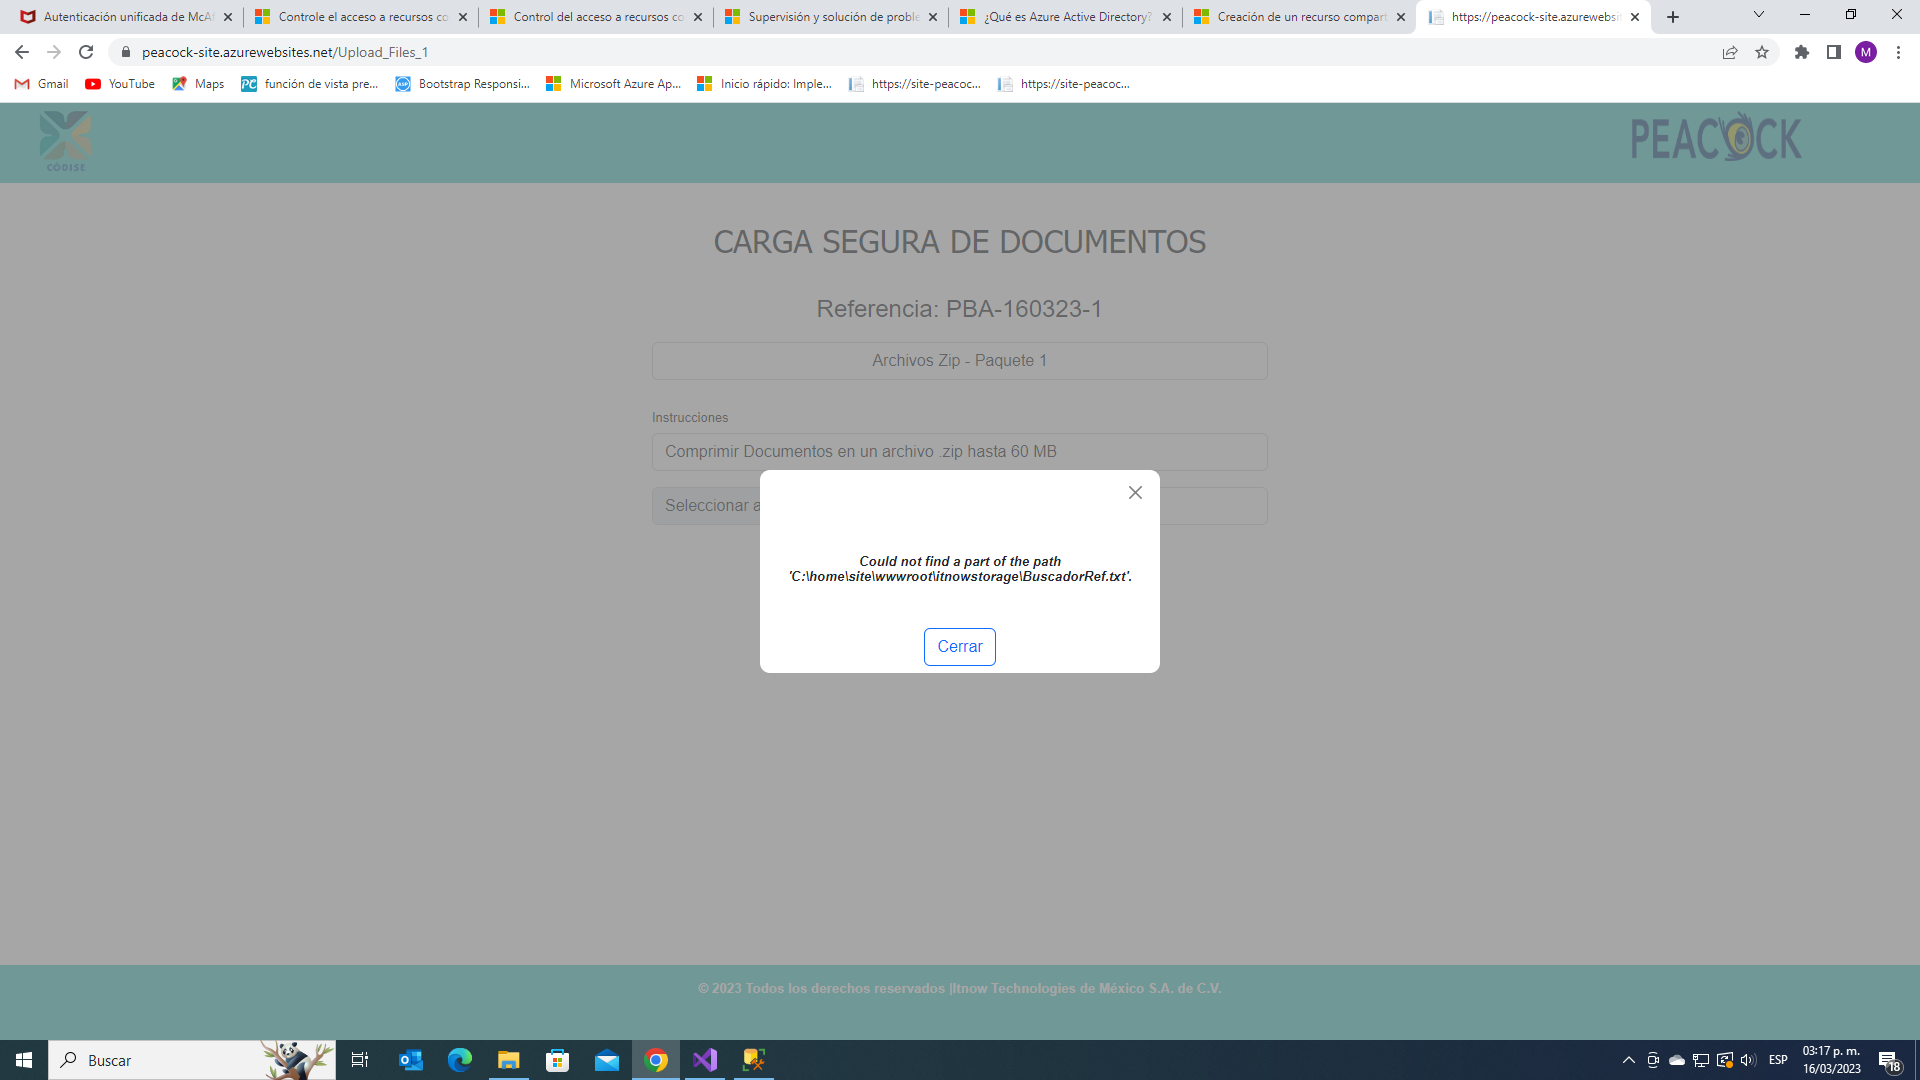 Autenticación unificada de McAf
Controle el acceso a recursos co
Control del acceso a recursos co
Supervisión y solución de proble
¿Qué es Azure Active Directory?
Creación de un recurso compart
https://peacock-site.azurewebsit
peacock-site.azurewebsites.net/Upload_Files_1
M
Gmail
YouTube
Maps
función de vista pre...
Bootstrap Responsi...
Microsoft Azure Ap...
Inicio rápido: Imple...
https://site-peacoc...
https://site-peacoc...
CÓDISE
PEACOCK
CARGA SEGURA DE DOCUMENTOS
Referencia: PBA-160323-1
Archivos Zip - Paquete 1
Instrucciones
Comprimir Documentos en un archivo .zip hasta 60 MB
Seleccionar a
Could not find a part of the path
'C:\home\site\wwwroot\itnowstorage\BuscadorRef.txt'.
Cerrar
© 2023 Todos los derechos reservados |Itnow Technologies de México S.A. de C.V.
Buscar
ESP
03:17 p. m.
16/03/2023
18